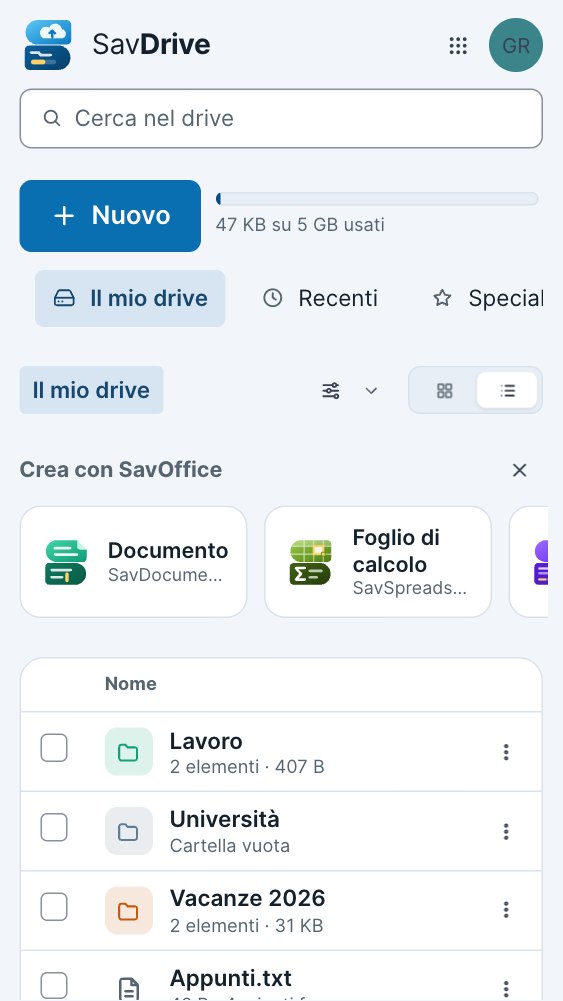 SavDrive
GR
Cerca nel drive
Nuovo
47 KB su 5 GB usati
Il mio drive
Recenti
Special
Il mio drive
Crea con SavOffice
Documento
SavDocume...
Foglio di
calcolo
SavSpreads...
Nome
Lavoro
2 elementi · 407 B
Università
Cartella vuota
Vacanze 2026
2 elementi · 31 KB
Appunti.txt